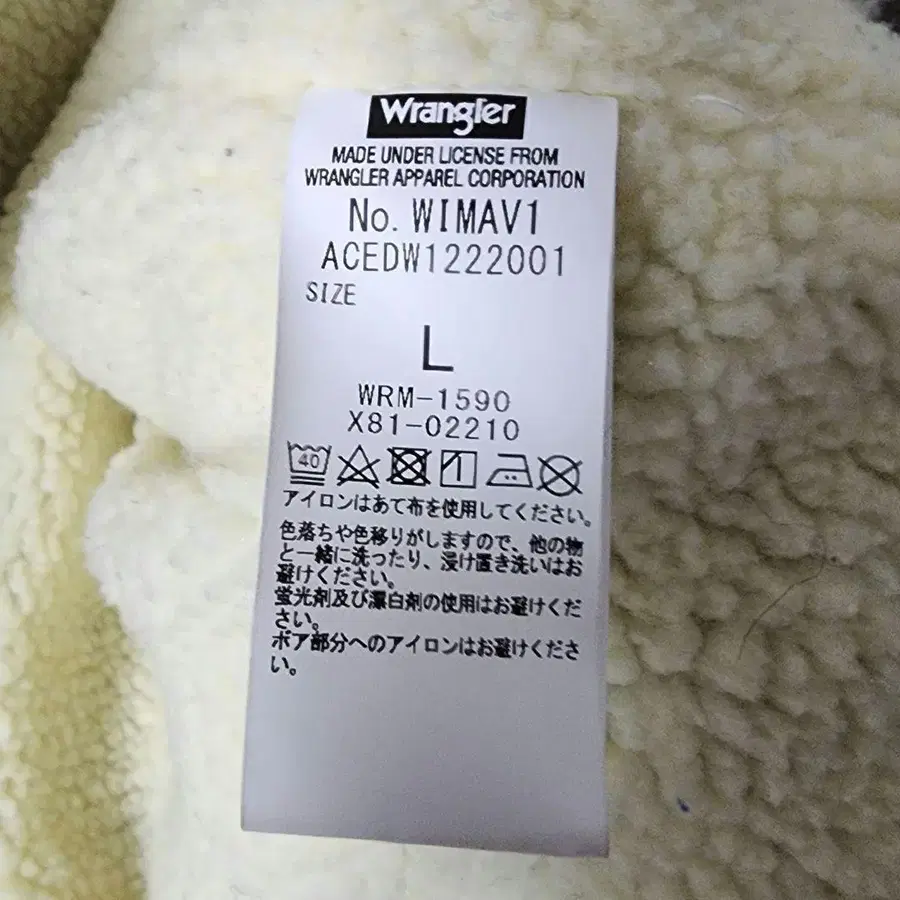 Wrangler
MADE UNDER LICENSE FROM
WRANGLER APPAREL CORPORATION
No. WIMAV1
ACEDW1222001
SIZE
L
WRM-1590
X81-02210
40
アイロンはあて布を使用してください。
色落ちや色移りがしますので、他の物
と一緒に洗ったり、浸け置き洗いはお
避けください。
蛍光剤及び漂白剤の使用はお避けくだ
さい。
ボア部分へのアイロンはお避けくださ
い。